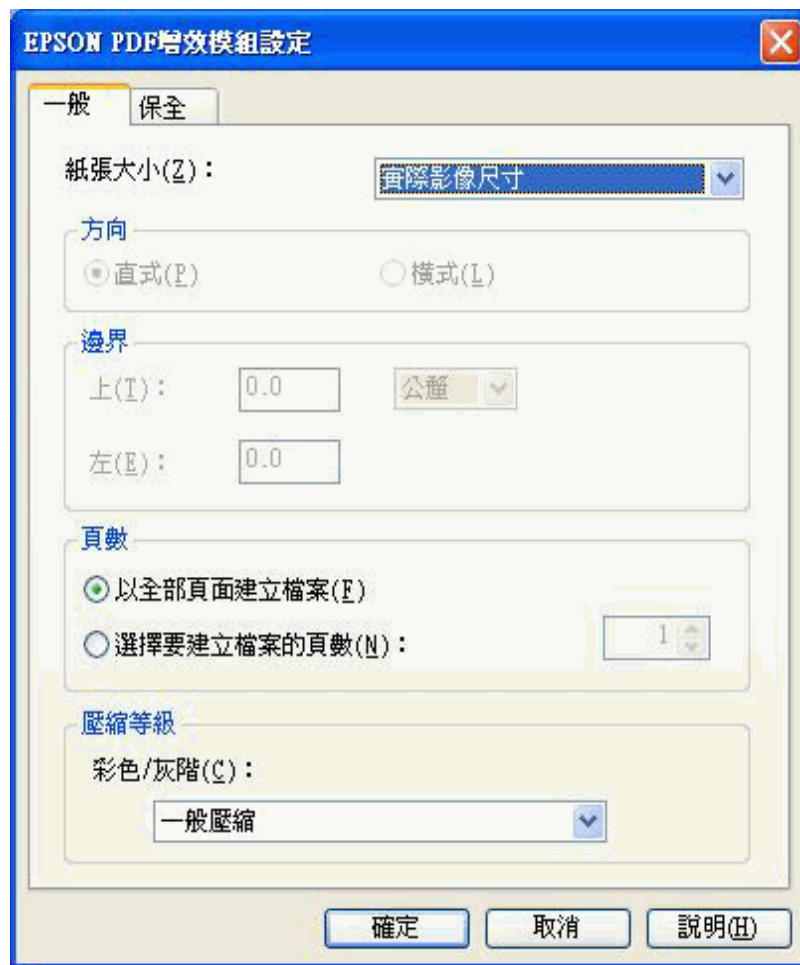 EPSON PDF增效模組設定
一般 保全
紙張大小(Z)： 實際影像尺寸
方向
直式(P) 橫式(L)
邊界
上(T)： 0.0 公釐
左(E)： 0.0
頁數
以全部頁面建立檔案(F)
選擇要建立檔案的頁數(N)： 1
壓縮等級
彩色/灰階(C)：
一般壓縮
確定 取消 說明(H)